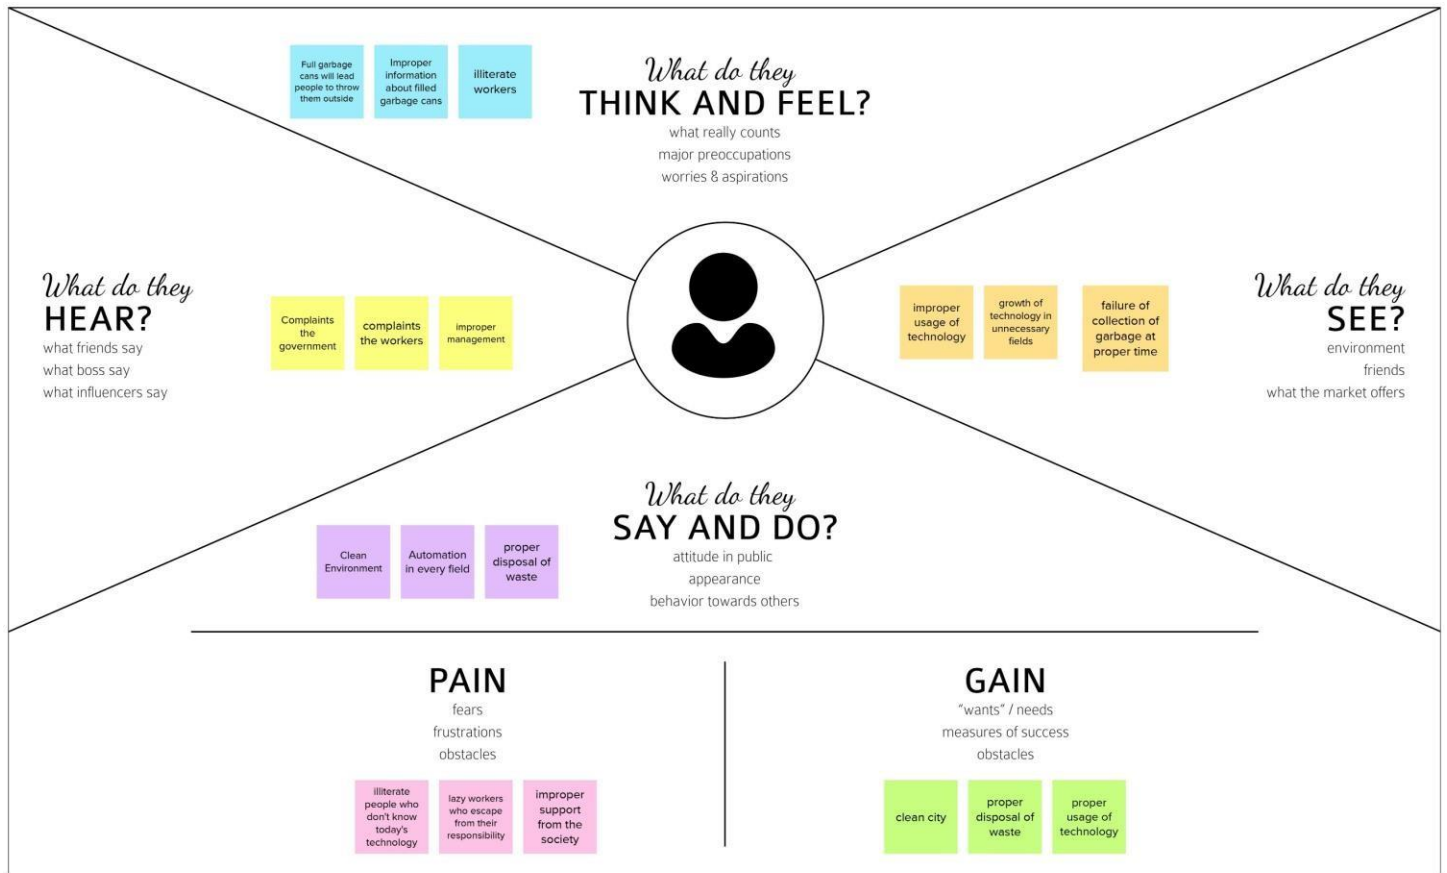 Full garbage
cans will lead
people to throw
them outside
Improper
information
about filled
garbage cans
illiterate
workers
What do they
THINK AND FEEL?
what really counts
major preoccupations
worries & aspirations
What do they
HEAR?
what friends say
what boss say
what influencers say
Complaints
the
government
complaints
the workers
improper
management
improper
usage of
technology
growth of
technology in
unnecessary
fields
failure of
collection of
garbage at
proper time
What do they
SEE?
environment
friends
what the market offers
What do they
SAY AND DO?
attitude in public
appearance
behavior towards others
Clean
Environment
Automation
in every field
proper
disposal of
waste
PAIN
fears
frustrations
obstacles
illiterate
people who
don't know
today's
technology
lazy workers
who escape
from their
responsibility
improper
support
from the
society
GAIN
"wants" / needs
measures of success
obstacles
clean city
proper
disposal of
waste
proper
usage of
technology